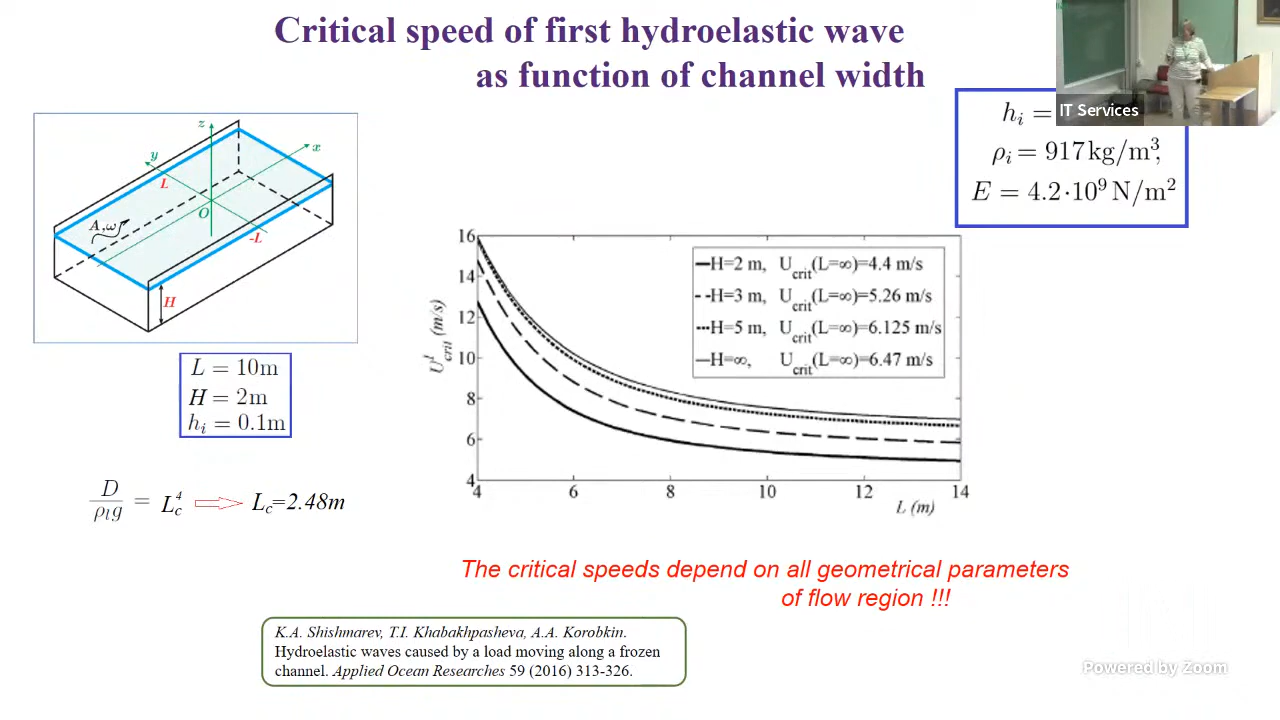 Critical speed of first hydroelastic wave
as function of channel width
IT Services
h_i =
ρ_i = 917 kg/m³,
E = 4.2·10⁹ N/m²
z
y
x
L
O
A,ω
-L
H
L = 10m
H = 2m
h_i = 0.1m
D/ρ_l g = L_c⁴ ⇒ L_c=2.48m
16
14
12
10
8
6
4
U^1_crit (m/s)
H=2 m, U_crit(L=∞)=4.4 m/s
H=3 m, U_crit(L=∞)=5.26 m/s
H=5 m, U_crit(L=∞)=6.125 m/s
H=∞, U_crit(L=∞)=6.47 m/s
4 6 8 10 12 14
L (m)
The critical speeds depend on all geometrical parameters
of flow region !!!
K.A. Shishmarev, T.I. Khabakhpasheva, A.A. Korobkin.
Hydroelastic waves caused by a load moving along a frozen
channel. Applied Ocean Researches 59 (2016) 313-326.
Powered by Zoom